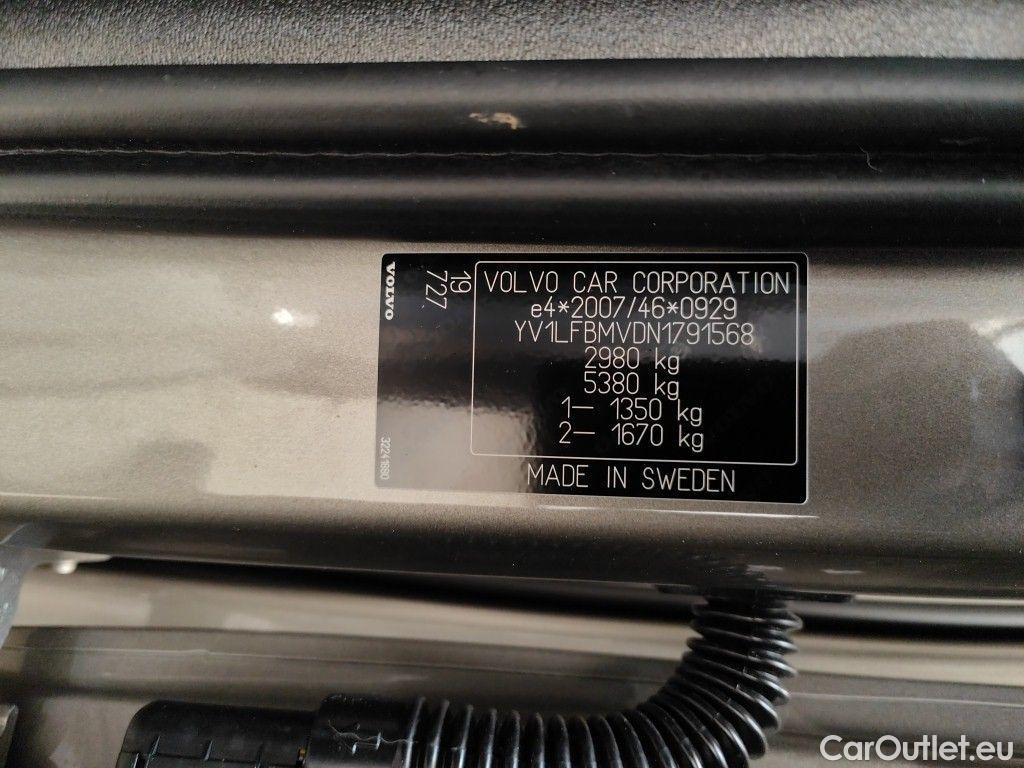 VOLVO
19
727
VOLVO CAR CORPORATION
e4*2007/46*0929
YV1LFBMVDN1791568
2980 kg
5380 kg
1– 1350 kg
2– 1670 kg
MADE IN SWEDEN
32241880
CarOutlet.eu